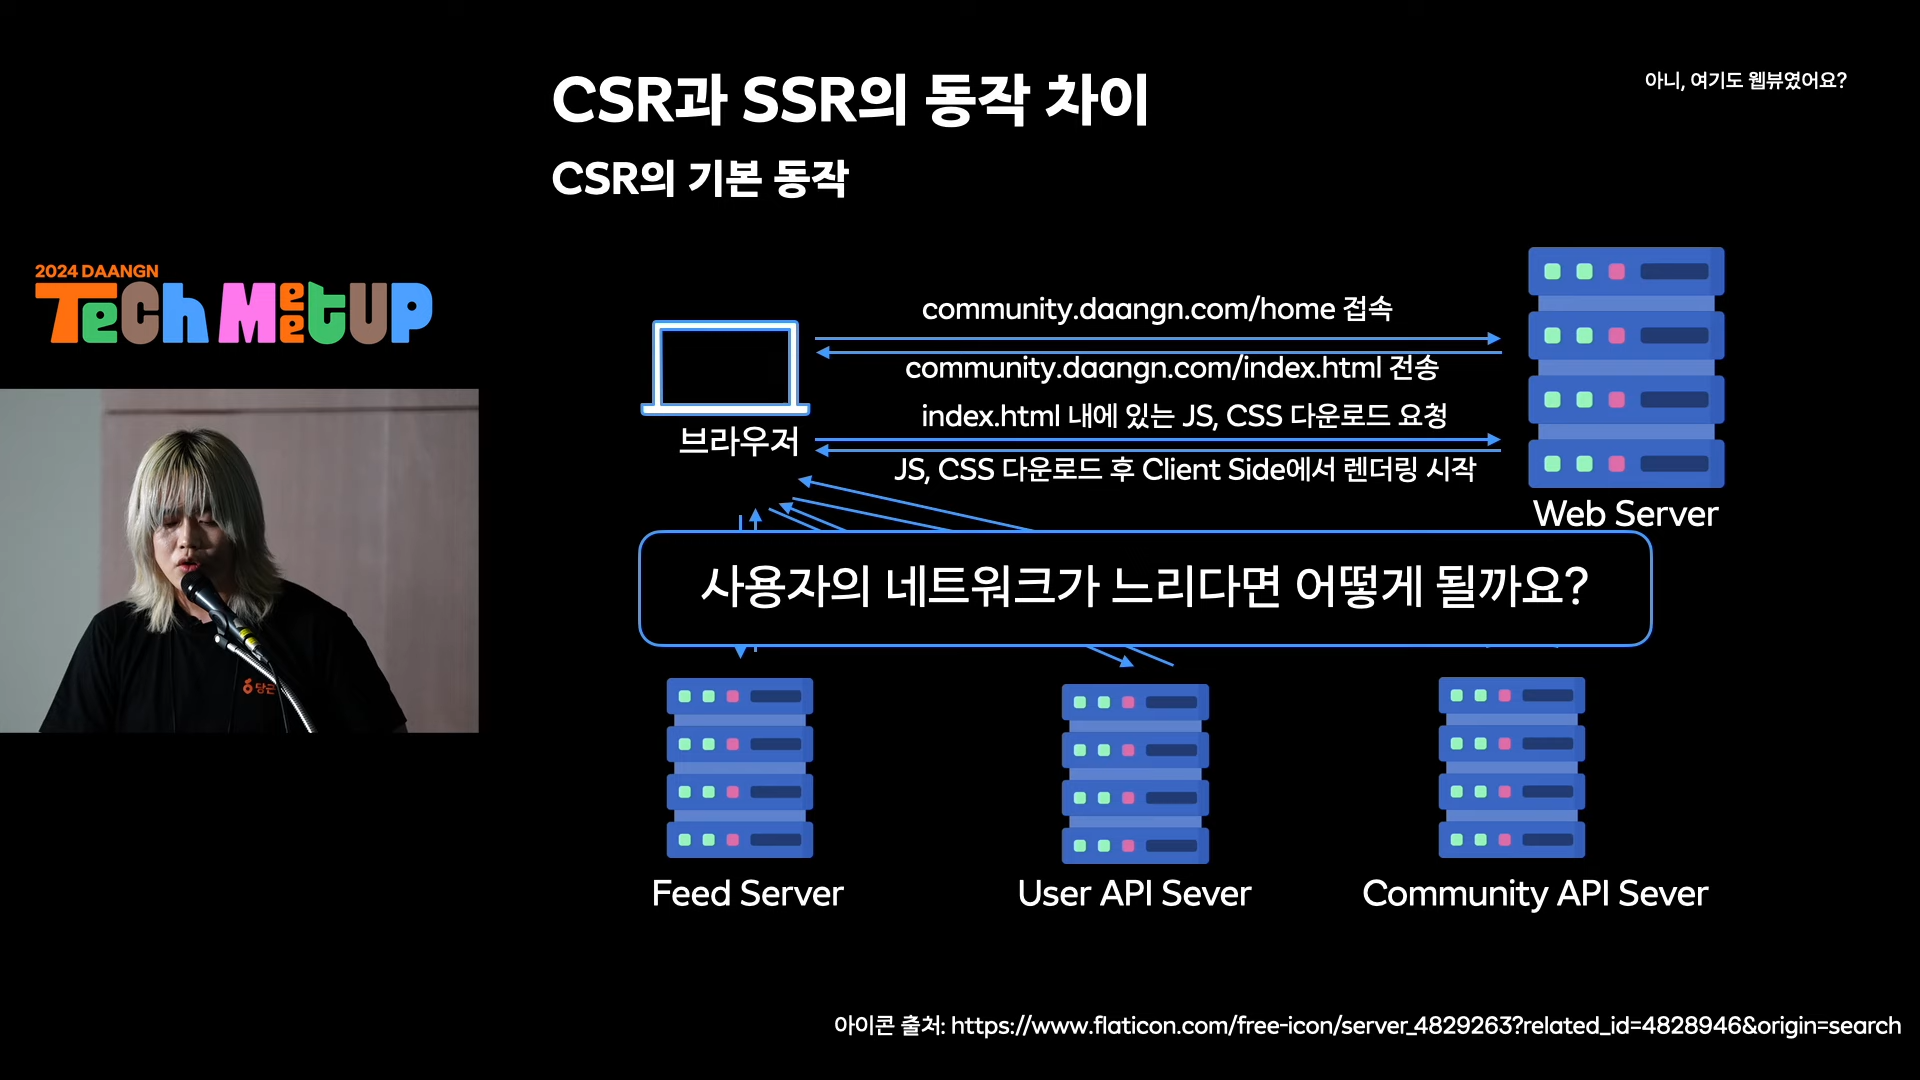 CSR과 SSR의 동작 차이
아니, 여기도 웹뷰였어요?
CSR의 기본 동작
2024 DAANGN
TeCh MeetUP
community.daangn.com/home 접속
community.daangn.com/index.html 전송
index.html 내에 있는 JS, CSS 다운로드 요청
브라우저
JS, CSS 다운로드 후 Client Side에서 렌더링 시작
Web Server
사용자의 네트워크가 느리다면 어떻게 될까요?
당근
Feed Server
User API Sever
Community API Sever
아이콘 출처: https://www.flaticon.com/free-icon/server_4829263?related_id=4828946&origin=search